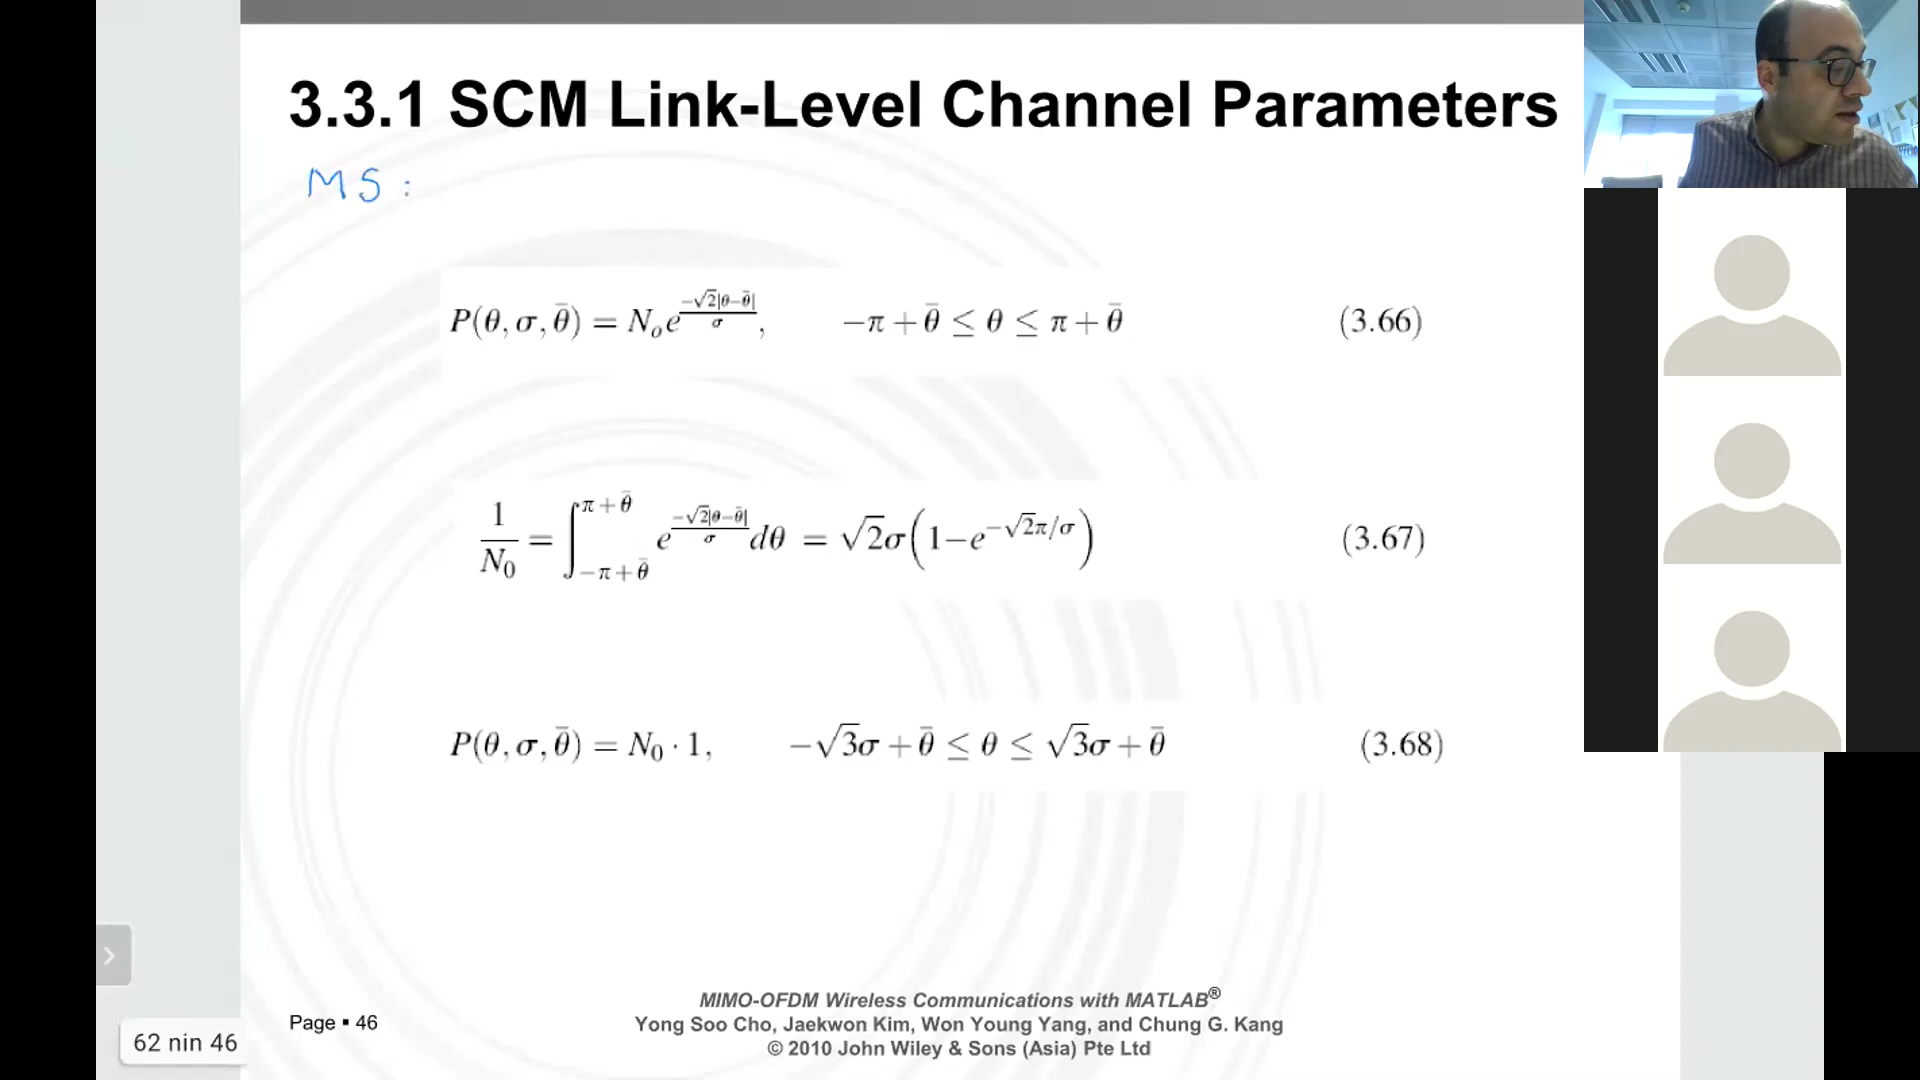 3.3.1 SCM Link-Level Channel Parameters
MS:
P(θ, σ, θ̄) = N_o e^{\frac{-√2|θ−θ̄|}{σ}}, −π + θ̄ ≤ θ ≤ π + θ̄ (3.66)
\frac{1}{N_0} = ∫_{−π+θ̄}^{π+θ̄} e^{\frac{-√2|θ−θ̄|}{σ}} dθ = √2σ(1−e^{−√2π/σ}) (3.67)
P(θ, σ, θ̄) = N_0 · 1, −√3σ + θ̄ ≤ θ ≤ √3σ + θ̄ (3.68)
MIMO-OFDM Wireless Communications with MATLAB®
Page ▪ 46
Yong Soo Cho, Jaekwon Kim, Won Young Yang, and Chung G. Kang
© 2010 John Wiley & Sons (Asia) Pte Ltd
62 nin 46